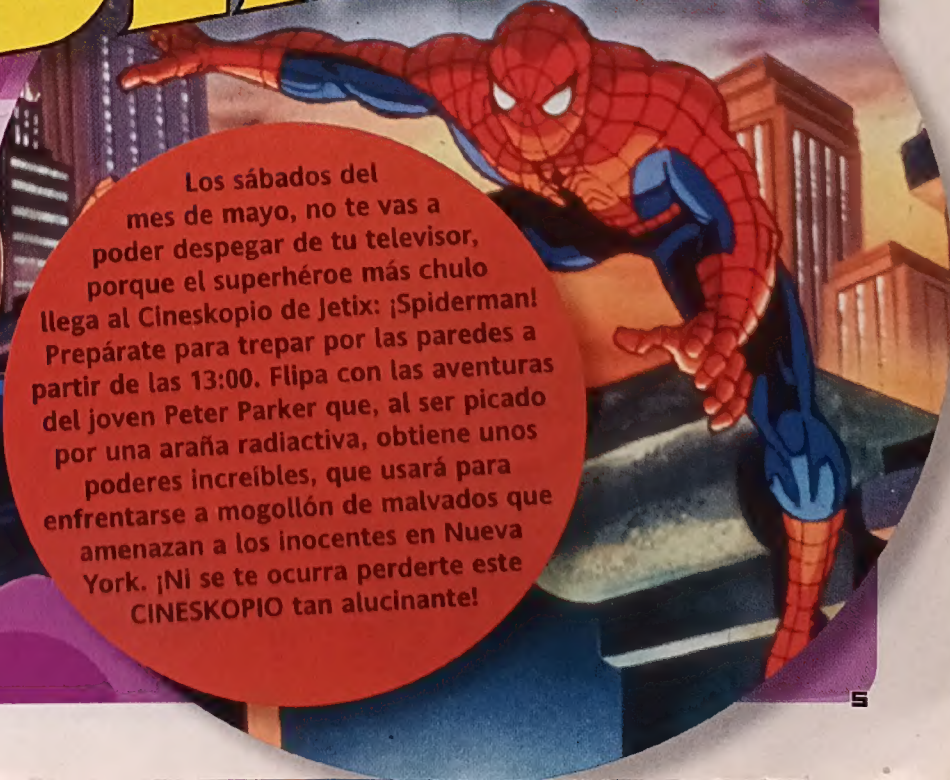 Los sábados del
mes de mayo, no te vas a
poder despegar de tu televisor,
porque el superhéroe más chulo
llega al Cineskopio de Jetix: ¡Spiderman!
Prepárate para trepar por las paredes a
partir de las 13:00. Flipa con las aventuras
del joven Peter Parker que, al ser picado
por una araña radiactiva, obtiene unos
poderes increíbles, que usará para
enfrentarse a mogollón de malvados que
amenazan a los inocentes en Nueva
York. ¡Ni se te ocurra perderte este
CINESKOPIO tan alucinante!
5